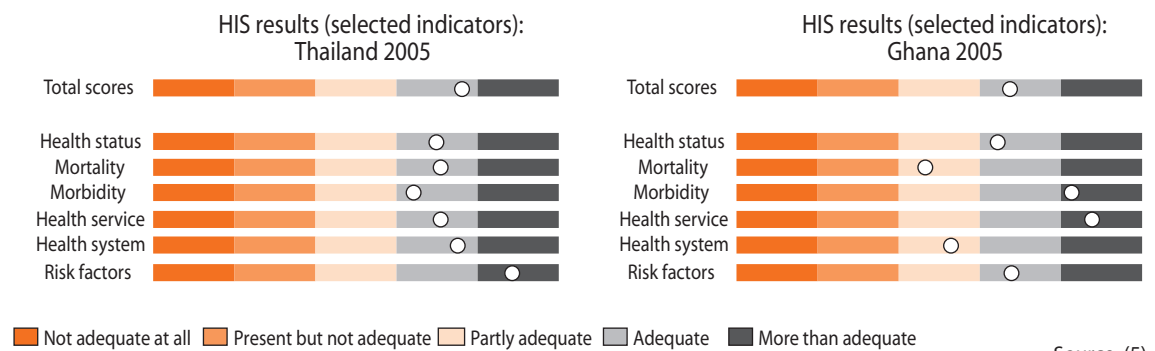 HIS results (selected indicators):
Thailand 2005
Total scores
Health status
Mortality
Morbidity
Health service
Health system
Risk factors
HIS results (selected indicators):
Ghana 2005
Total scores
Health status
Mortality
Morbidity
Health service
Health system
Risk factors
Not adequate at all Present but not adequate Partly adequate Adequate More than adequate